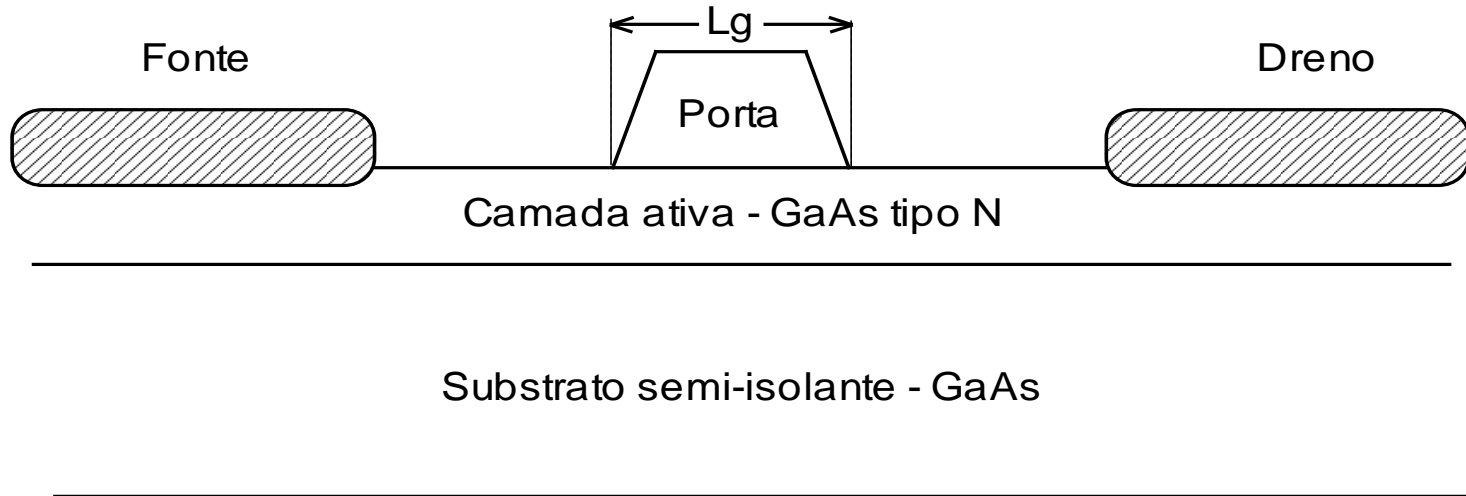 Lg
Fonte
Dreno
Porta
Camada ativa - GaAs tipo N
Substrato semi-isolante - GaAs